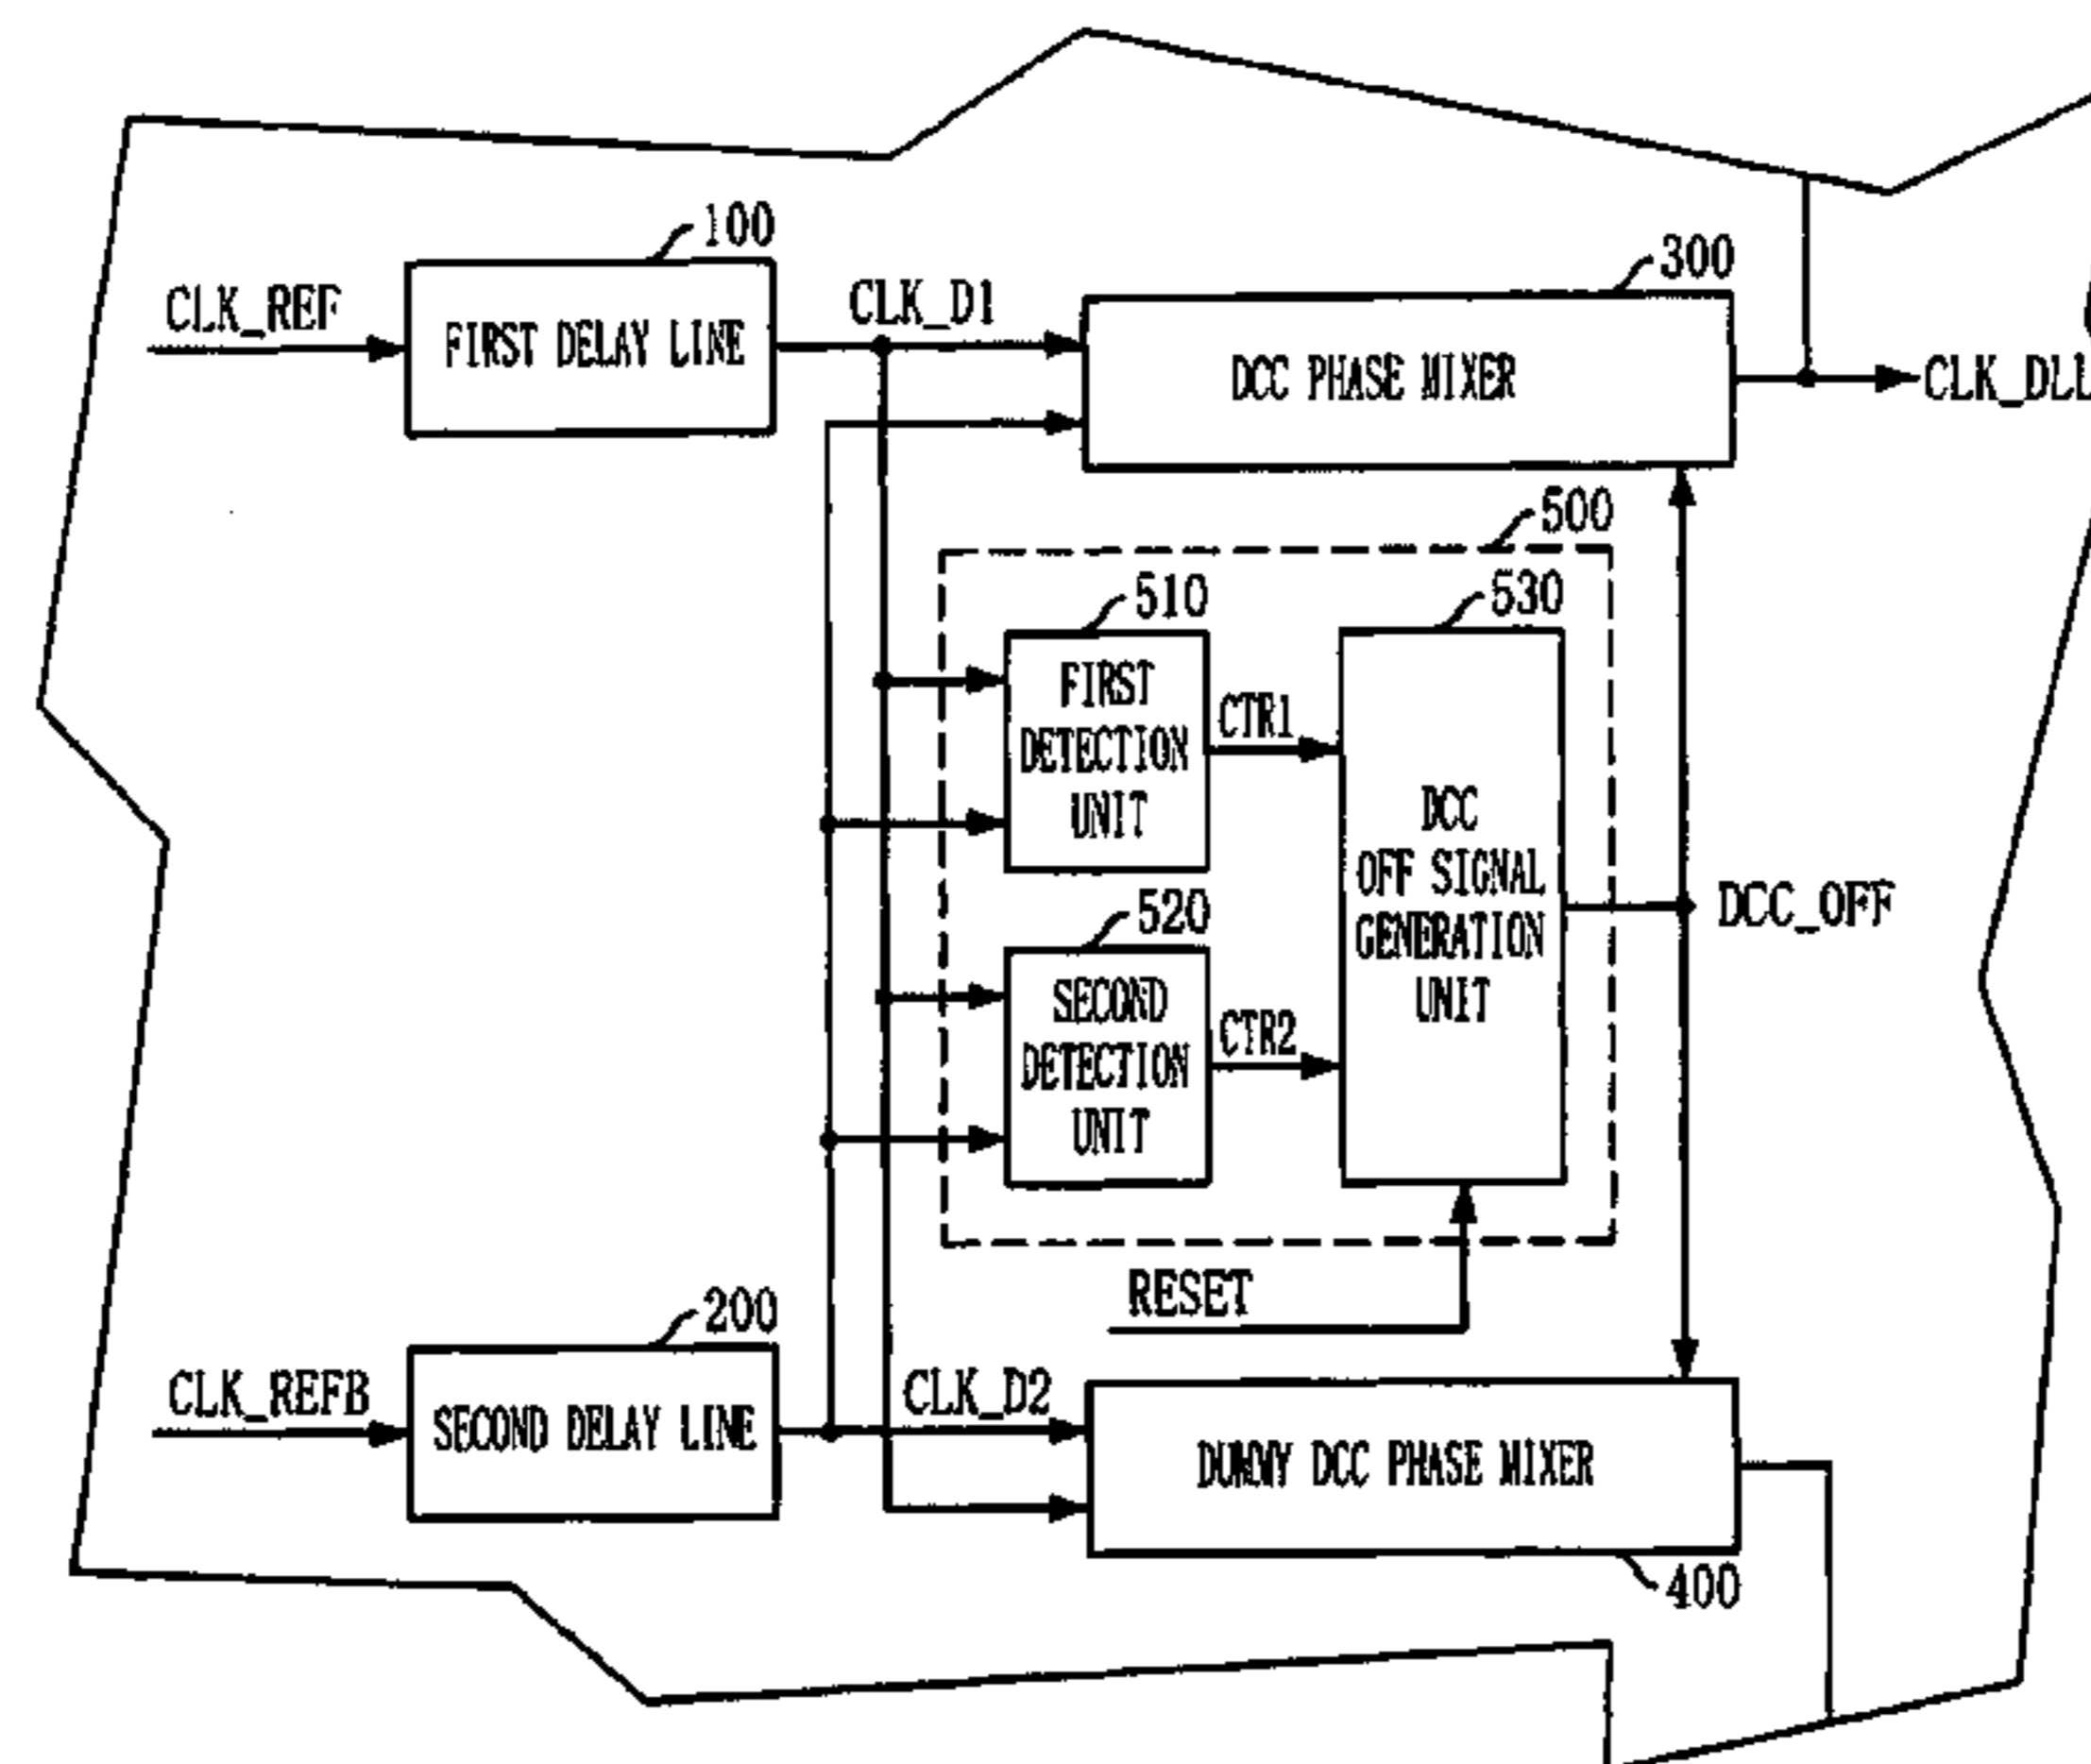 100
CLK_REF
FIRST DELAY LINE
CLK_D1
300
DCC PHASE MIXER
CLK_DLL
500
510
FIRST
DETECTION
UNIT
CTR1
530
DCC
OFF SIGNAL
GENERATION
UNIT
DCC_OFF
520
SECOND
DETECTION
UNIT
CTR2
RESET
200
CLK_REFB
SECOND DELAY LINE
CLK_D2
DUMMY DCC PHASE MIXER
400